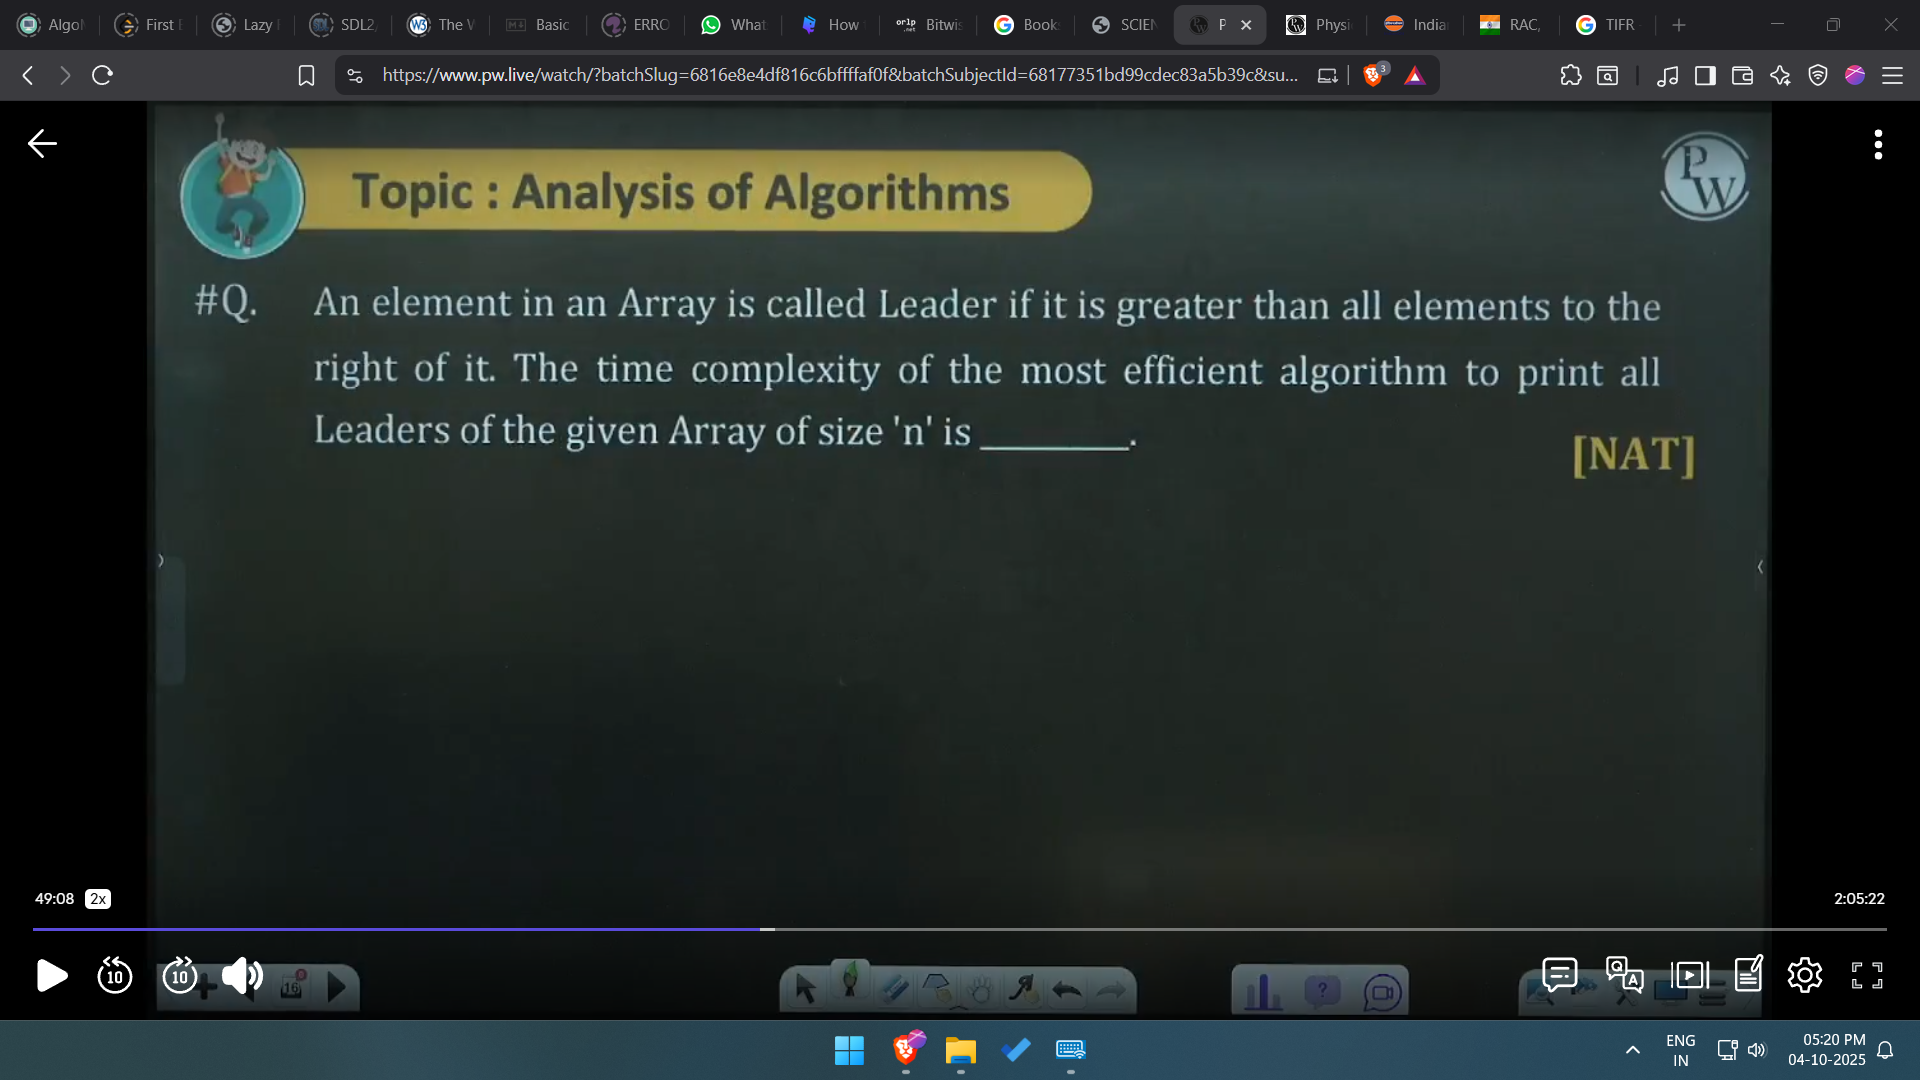 Algo
First
Lazy
SDL2
The W
Basic
ERRO
What
How
Bitwis
Book
SCIEN
P
Physi
India
RAC,
TIFR
https://www.pw.live/watch/?batchSlug=6816e8e4df816c6bffffaf0f&batchSubjectId=68177351bd99cdec83a5b39c&su...
3
Topic : Analysis of Algorithms
PW
#Q. An element in an Array is called Leader if it is greater than all elements to the
right of it. The time complexity of the most efficient algorithm to print all
Leaders of the given Array of size 'n' is ________.
[NAT]
49:08 2x
2:05:22
10
10
16
ENG
IN
05:20 PM
04-10-2025